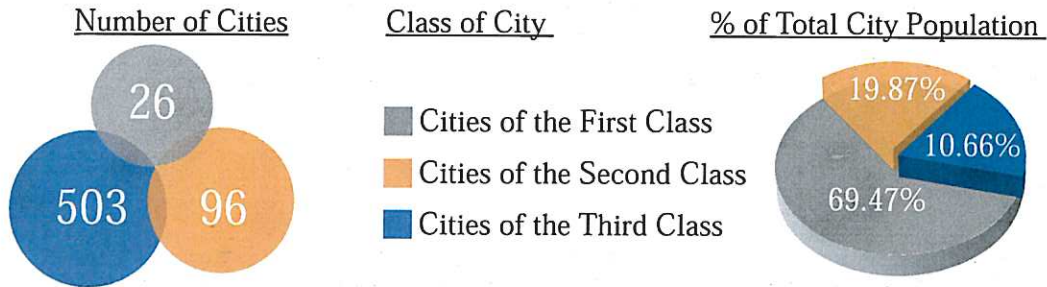 Number of Cities
26
503
96
Class of City
Cities of the First Class
Cities of the Second Class
Cities of the Third Class
% of Total City Population
19.87%
10.66%
69.47%